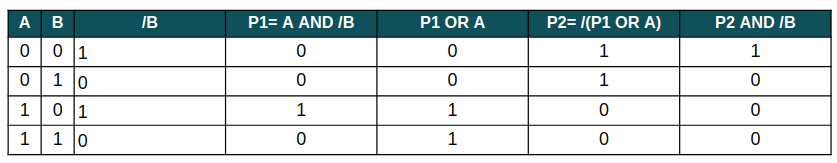 A B /B P1= A AND /B P1 OR A P2= /(P1 OR A) P2 AND /B
0 0 1 0 0 1 1
0 1 0 0 0 1 0
1 0 1 1 1 0 0
1 1 0 0 1 0 0